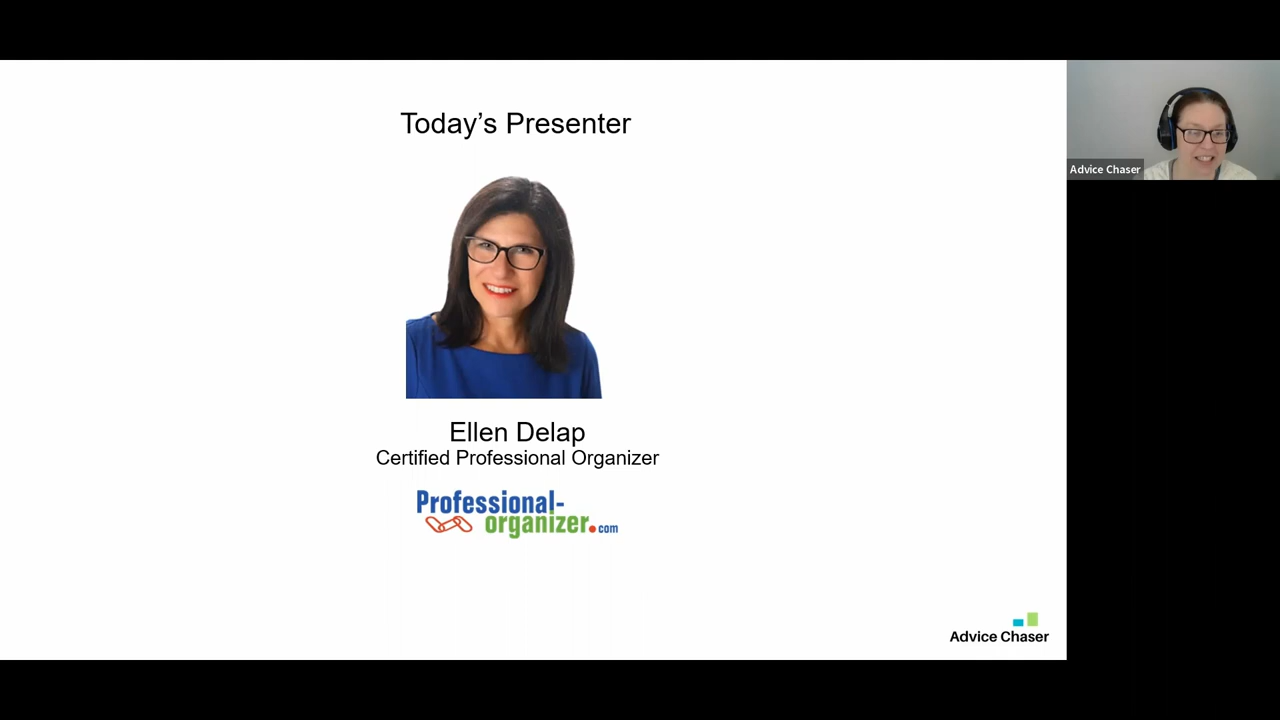 Today's Presenter
Advice Chaser
Ellen Delap
Certified Professional Organizer
Professional-
organizer.com
Advice Chaser